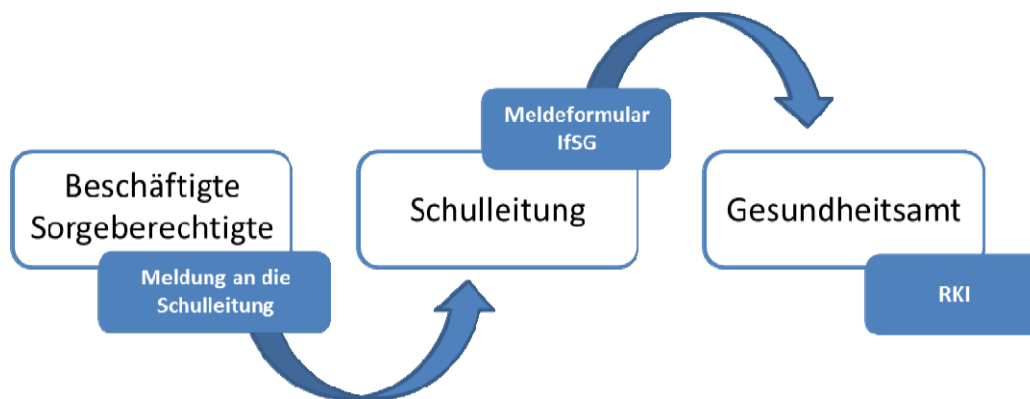 Beschäftigte
Sorgeberechtigte
Meldung an die
Schulleitung
Schulleitung
Meldeformular
IfSG
Gesundheitsamt
RKI